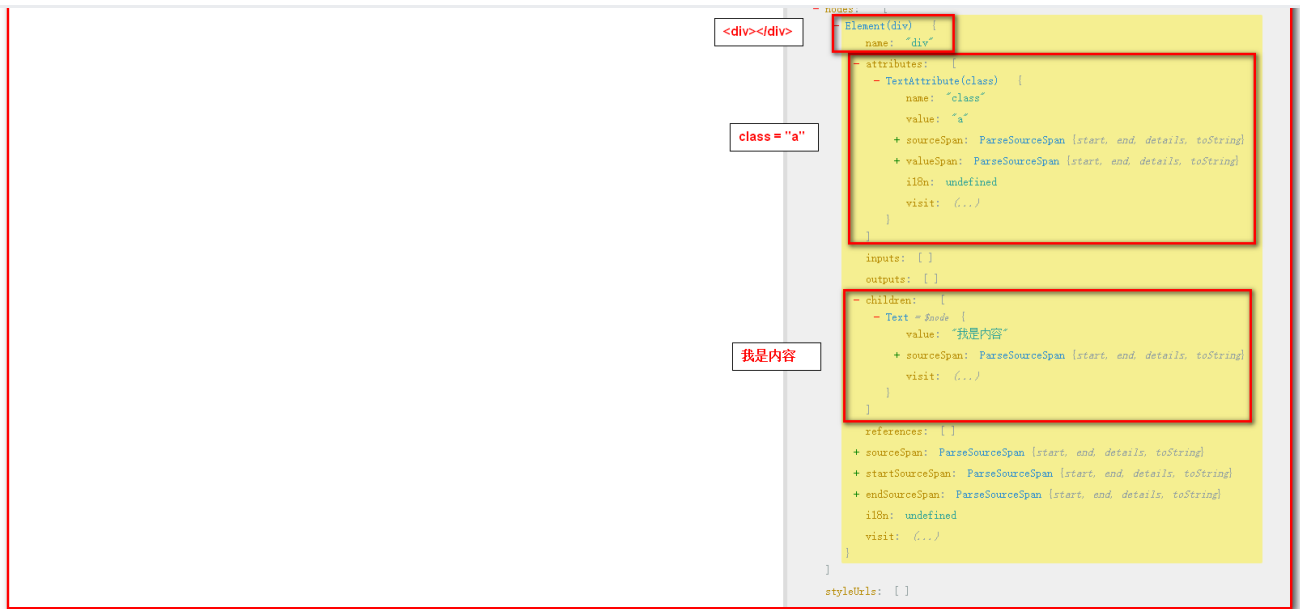 - nodes: [
<div></div>
- Element(div) {
name: "div"
- attributes: [
- TextAttribute(class) {
name: "class"
value: "a"
class = "a"
+ sourceSpan: ParseSourceSpan {start, end, details, toString}
+ valueSpan: ParseSourceSpan {start, end, details, toString}
i18n: undefined
visit: (...)
}
]
inputs: [ ]
outputs: [ ]
- children: [
- Text = $node {
value: "我是内容"
我是内容
+ sourceSpan: ParseSourceSpan {start, end, details, toString}
visit: (...)
}
]
references: [ ]
+ sourceSpan: ParseSourceSpan {start, end, details, toString}
+ startSourceSpan: ParseSourceSpan {start, end, details, toString}
+ endSourceSpan: ParseSourceSpan {start, end, details, toString}
i18n: undefined
visit: (...)
}
]
styleUrls: [ ]